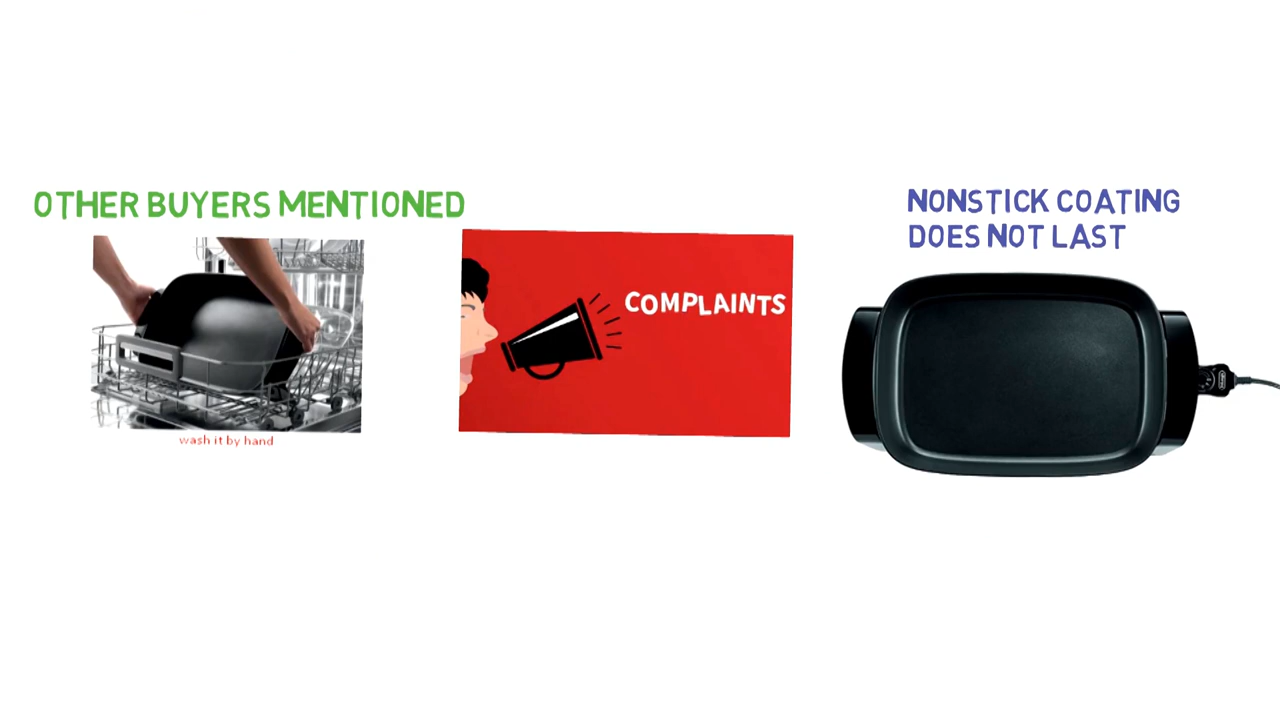 OTHER BUYERS MENTIONED
wash it by hand
COMPLAINTS
NONSTICK COATING
DOES NOT LAST